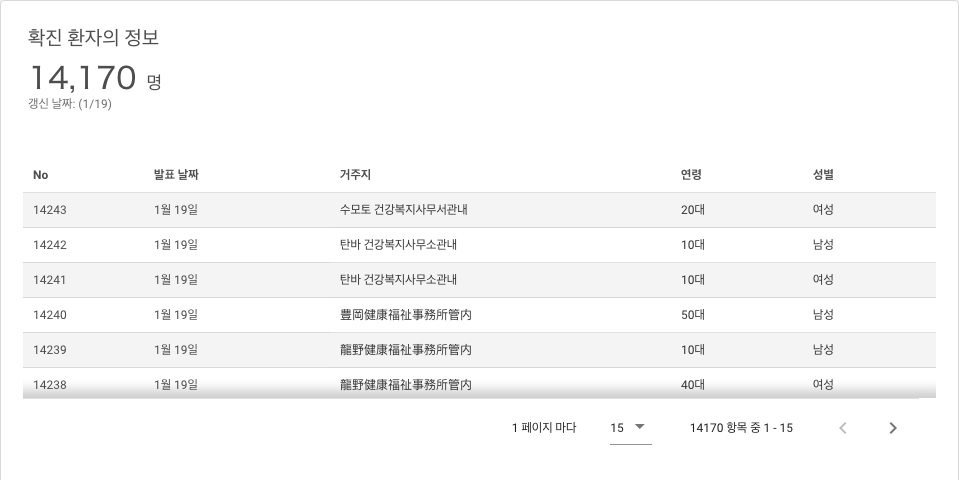 확진 환자의 정보
14,170 명
갱신 날짜: (1/19)
No 발표 날짜 거주지 연령 성별
14243 1월 19일 수모토 건강복지사무서관내 20대 여성
14242 1월 19일 탄바 건강복지사무소관내 10대 남성
14241 1월 19일 탄바 건강복지사무소관내 10대 여성
14240 1월 19일 豊岡健康福祉事務所管内 50대 남성
14239 1월 19일 龍野健康福祉事務所管内 10대 남성
14238 1월 19일 龍野健康福祉事務所管内 40대 여성
1 페이지 마다 15 14170 항목 중 1 - 15